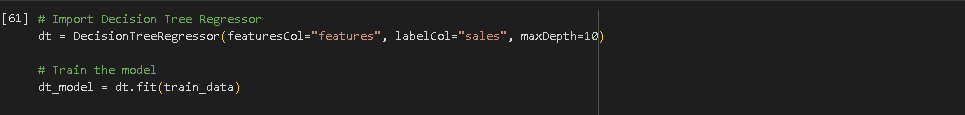 [61] # Import Decision Tree Regressor
dt = DecisionTreeRegressor(featuresCol="features", labelCol="sales", maxDepth=10)
# Train the model
dt_model = dt.fit(train_data)